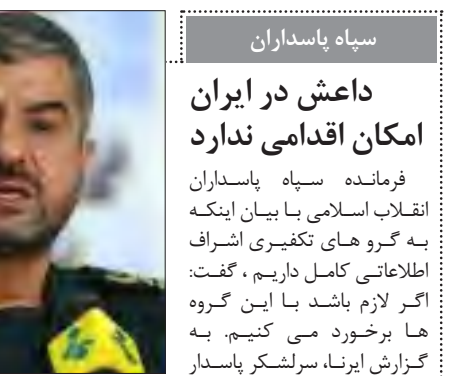 سپاه پاسداران
داعش در ایران
امکان اقدامی ندارد
فرمانده سپاه پاسداران
انقلاب اسلامی با بیان اینکه
به گرو های تکفیری اشراف
اطلاعاتی کامل داریم ، گفت:
اگر لازم باشد با این گروه
ها برخورد می کنیم. به
گزارش ایرنا، سرلشکر پاسدار